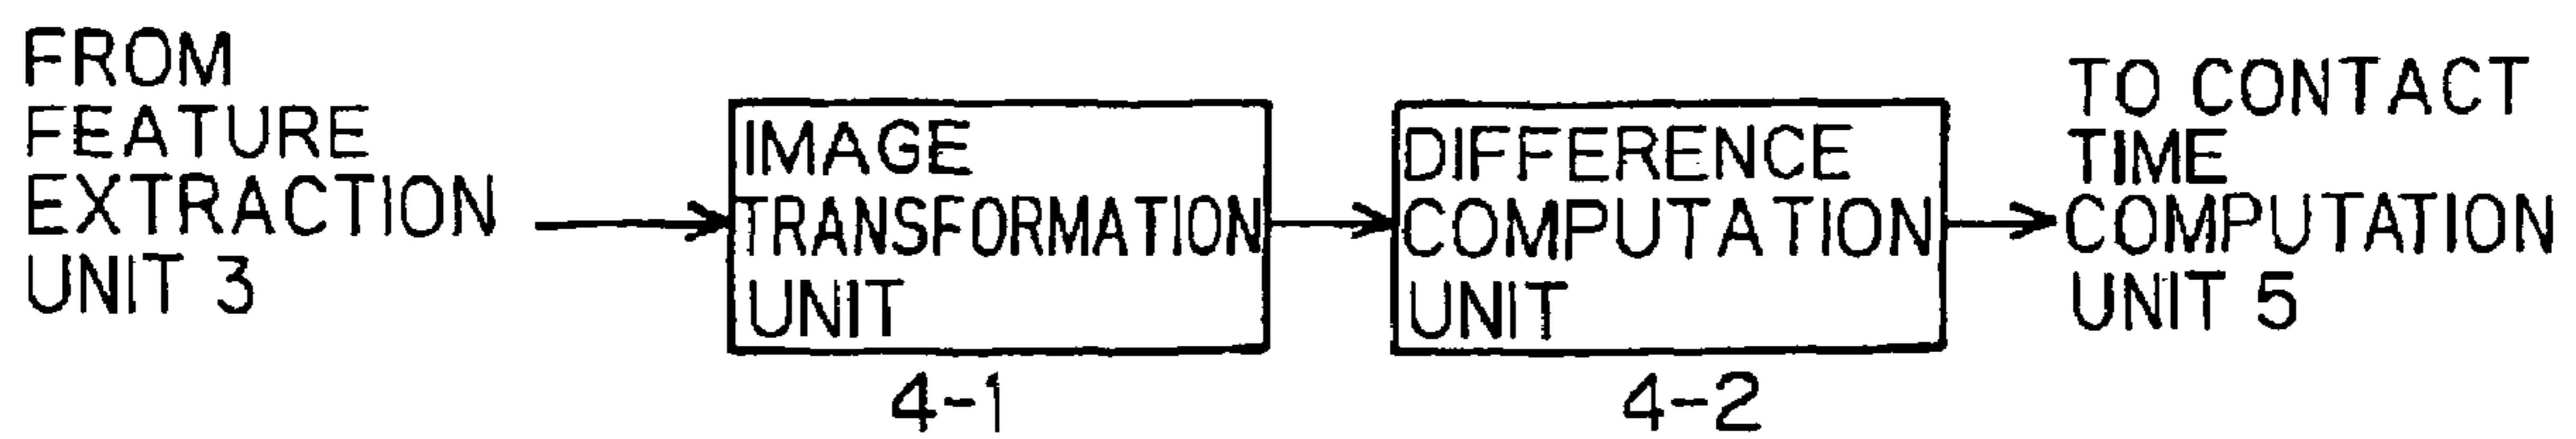 FROM
FEATURE
EXTRACTION
UNIT 3
IMAGE
TRANSFORMATION
UNIT
4-1
DIFFERENCE
COMPUTATION
UNIT
4-2
TO CONTACT
TIME
COMPUTATION
UNIT 5